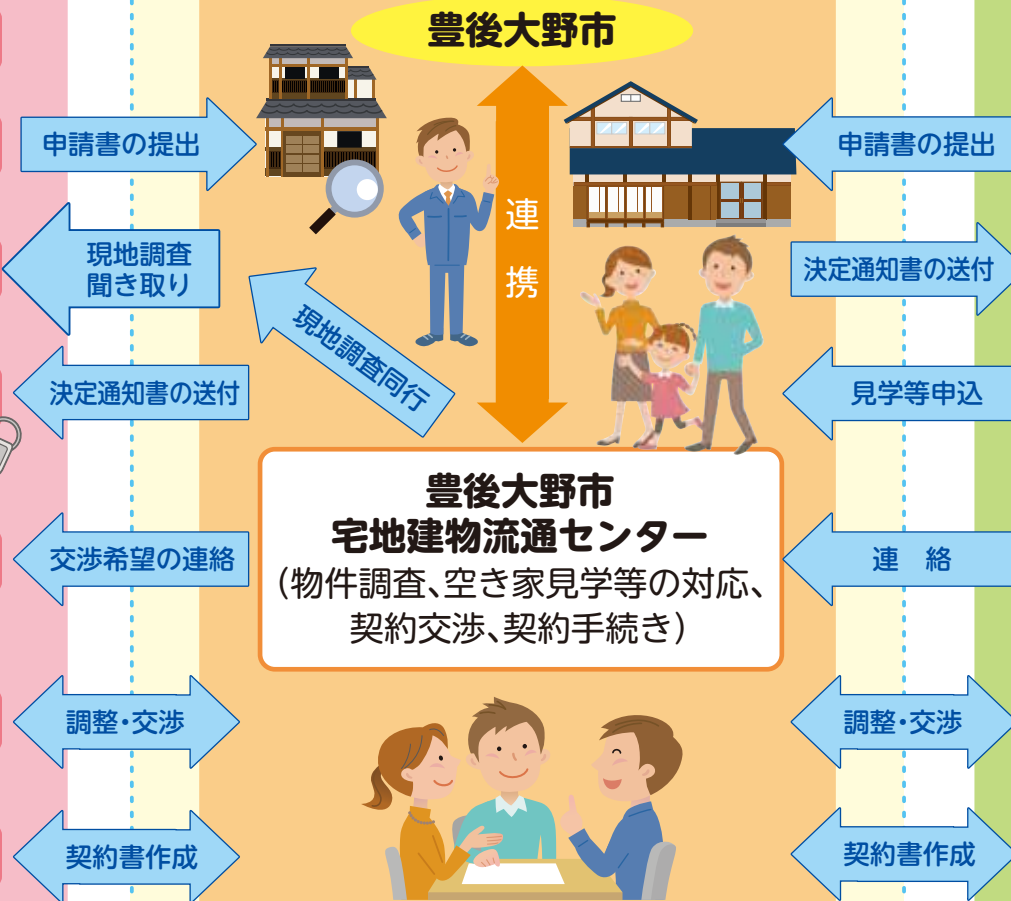 豊後大野市
申請書の提出
申請書の提出
連携
現地調査
聞き取り
決定通知書の送付
現地調査同行
決定通知書の送付
見学等申込
豊後大野市
宅地建物流通センター
(物件調査、空き家見学等の対応、
契約交渉、契約手続き)
交渉希望の連絡
連 絡
調整・交渉
調整・交渉
契約書作成
契約書作成